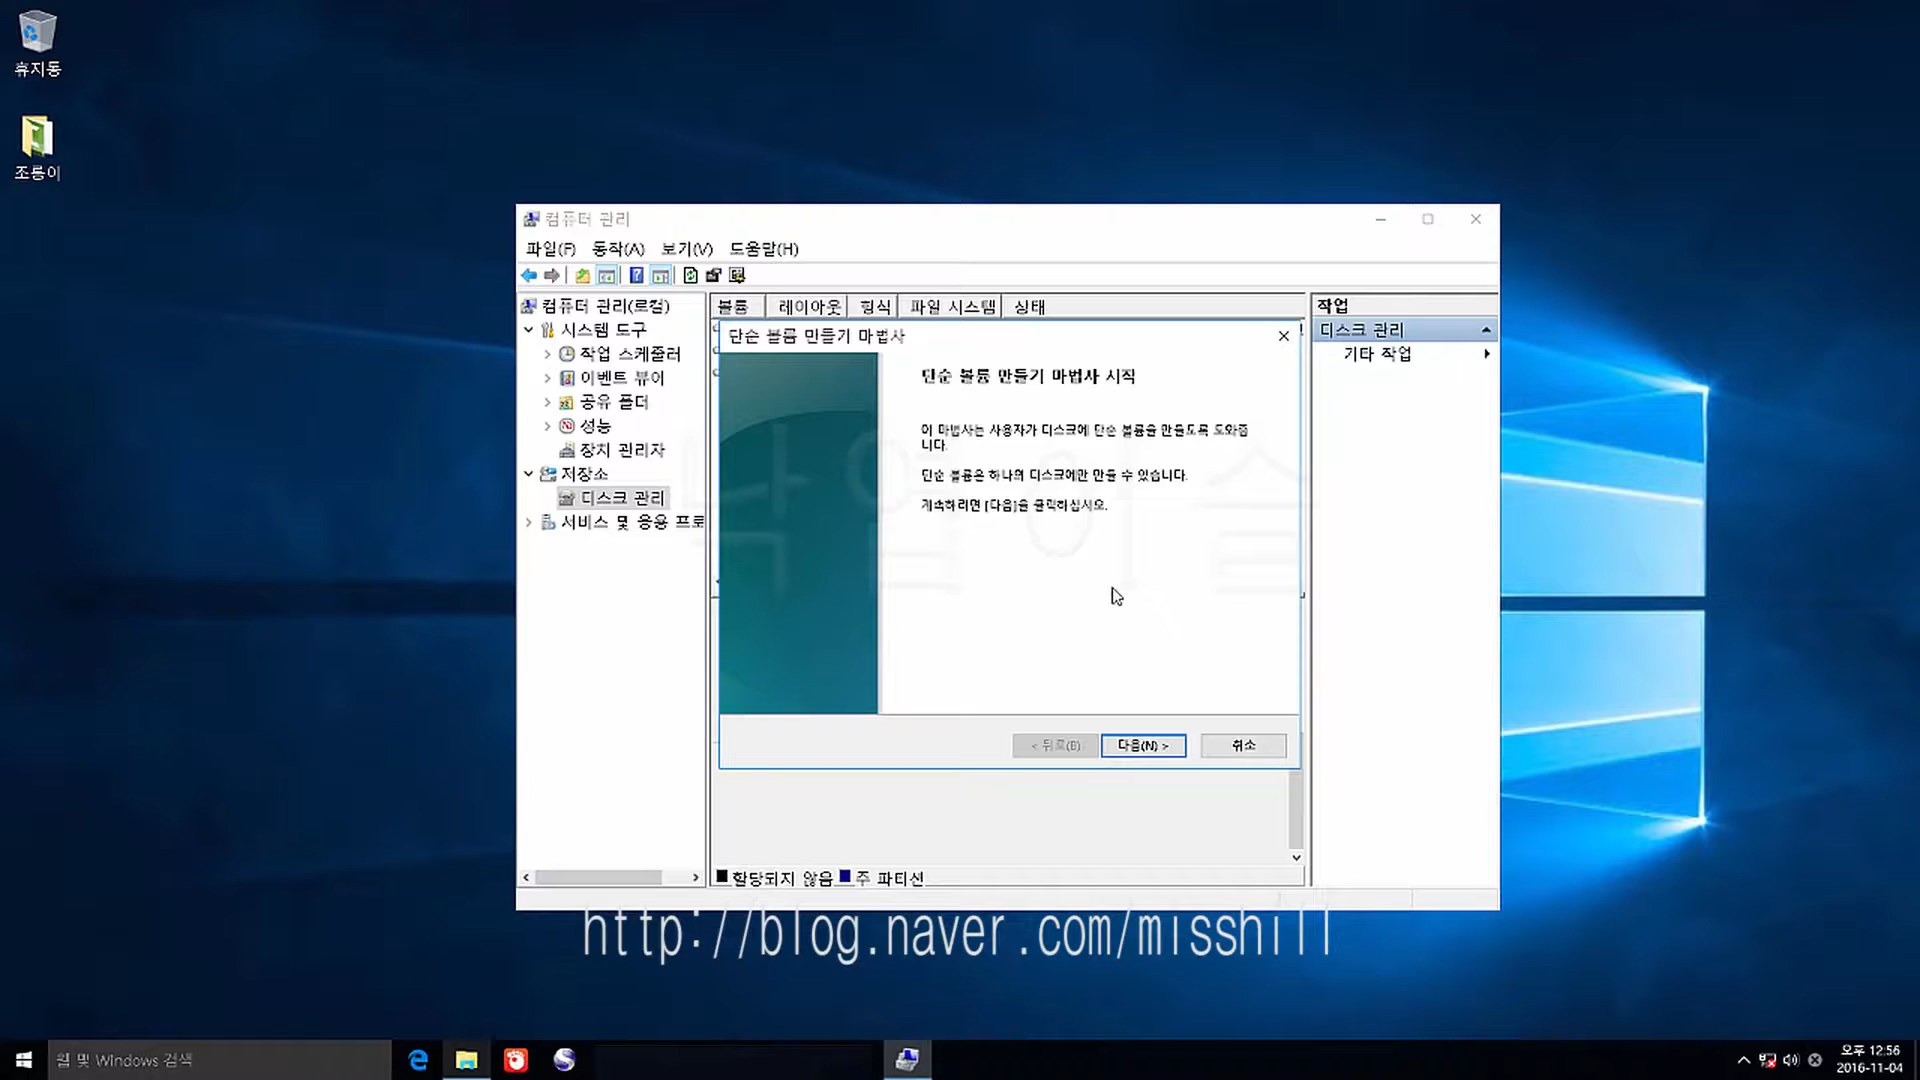 휴지통
조롱이
컴퓨터 관리
파일(F) 동작(A) 보기(V) 도움말(H)
컴퓨터 관리(로컬)
시스템 도구
작업 스케줄러
이벤트 뷰어
공유 폴더
성능
장치 관리자
저장소
디스크 관리
서비스 및 응용 프로
볼륨 레이아웃 형식 파일 시스템 상태
단순 볼륨 만들기 마법사
단순 볼륨 만들기 마법사 시작
이 마법사는 사용자가 디스크에 단순 볼륨을 만들도록 도와줍
니다.
단순 볼륨은 하나의 디스크에만 만들 수 있습니다.
계속하려면 [다음]을 클릭하십시오.
< 뒤로(B) 다음(N) > 취소
할당되지 않음 주 파티션
작업
디스크 관리
기타 작업
낙엽이슬
http://blog.naver.com/misshill
웹 및 Windows 검색
오후 12:56
2016-11-04